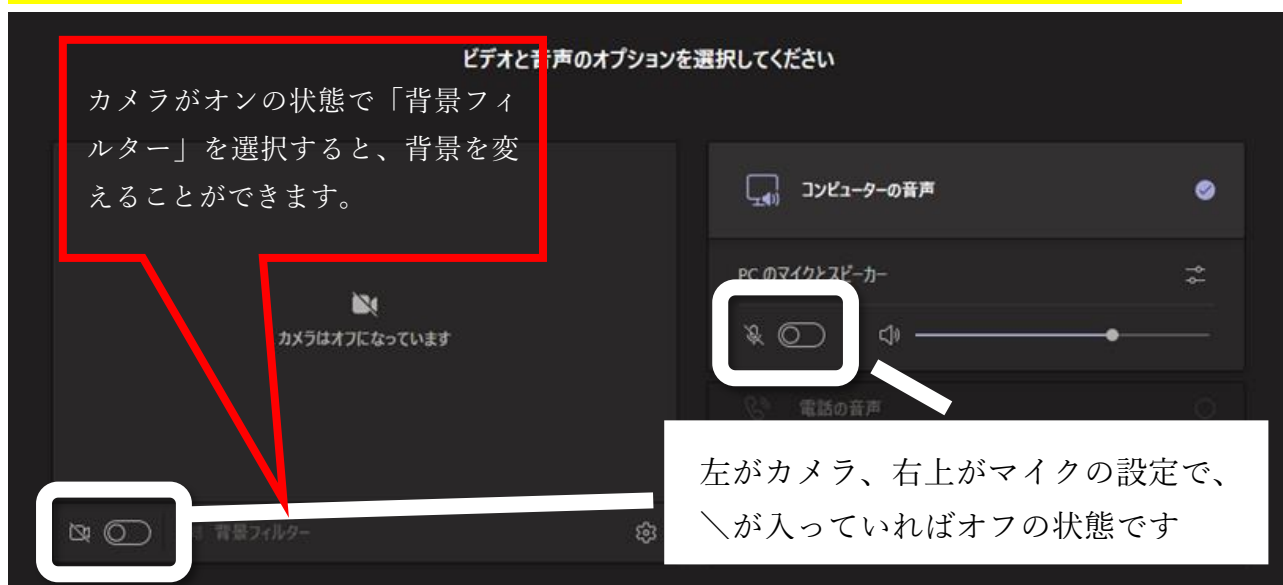 ビデオと音声のオプションを選択してください
カメラがオンの状態で「背景フィ
ルター」を選択すると、背景を変
えることができます。
カメラはオフになっています
背景フィルター
コンピューターの音声
PC のマイクとスピーカー
電話の音声
左がカメラ、右上がマイクの設定で、
＼が入っていればオフの状態です